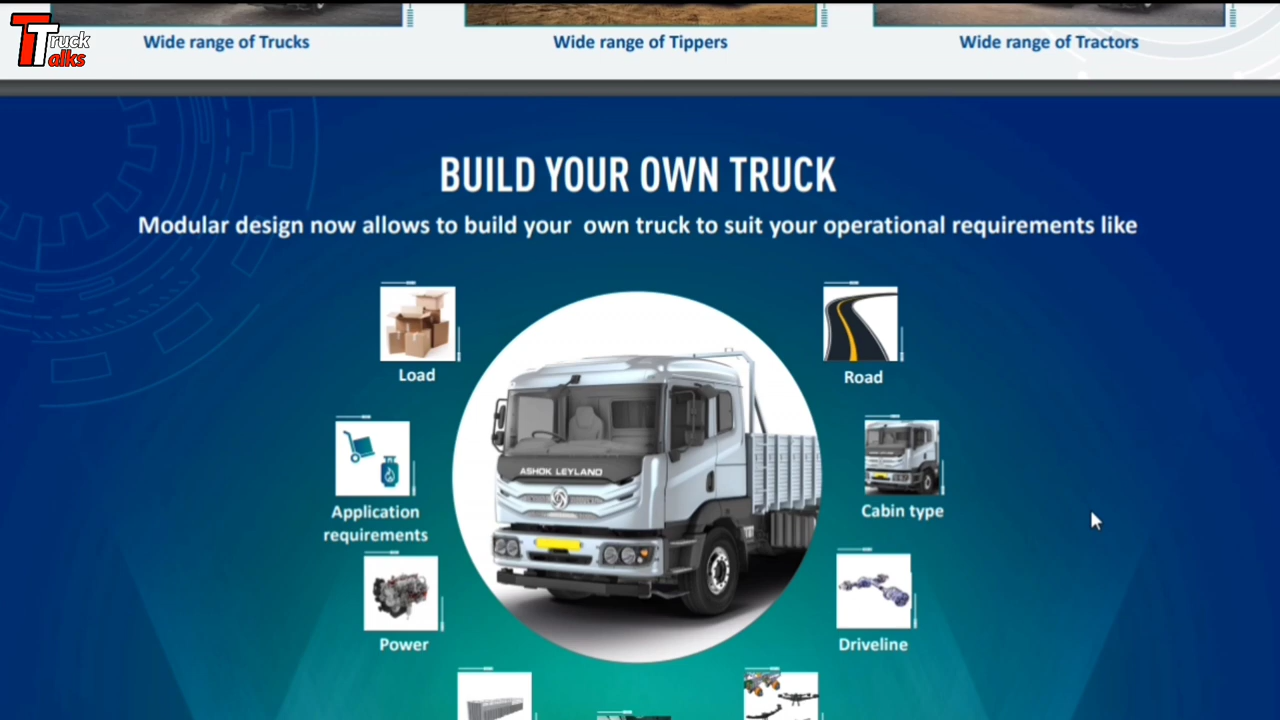 Truck
Talks
Wide range of Trucks
Wide range of Tippers
Wide range of Tractors
BUILD YOUR OWN TRUCK
Modular design now allows to build your own truck to suit your operational requirements like
Load
Road
ASHOK LEYLAND
Application
requirements
Cabin type
Power
Driveline